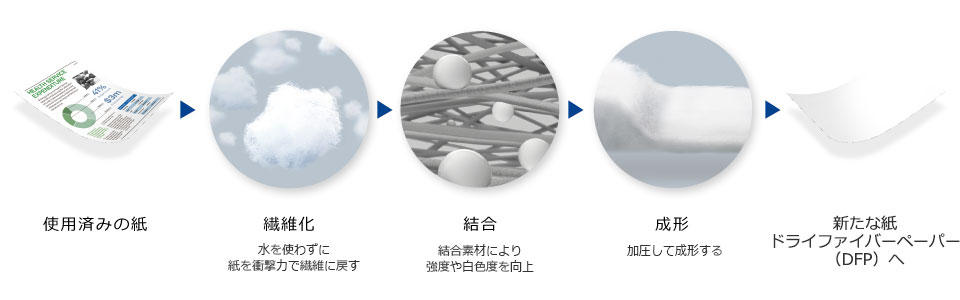 HEALTH SERVICE
EXPENDITURE
41%
$3m
使用済みの紙
繊維化
水を使わずに
紙を衝撃力で繊維に戻す
結合
結合素材により
強度や白色度を向上
成形
加圧して成形する
新たな紙
ドライファイバーペーパー
（DFP）へ